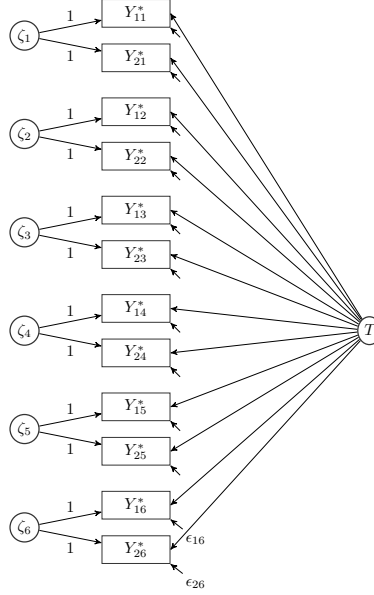 1
Y*₁₁
ζ₁
1
Y*₂₁
1
Y*₁₂
ζ₂
1
Y*₂₂
1
Y*₁₃
ζ₃
1
Y*₂₃
1
Y*₁₄
ζ₄
T
1
Y*₂₄
1
Y*₁₅
ζ₅
1
Y*₂₅
1
Y*₁₆
ζ₆
ϵ₁₆
1
Y*₂₆
ϵ₂₆